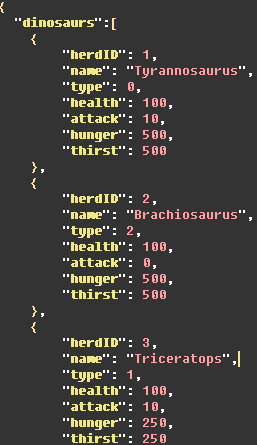 {
"dinosaurs":[
{
"herdID": 1,
"name": "Tyrannosaurus",
"type": 0,
"health": 100,
"attack": 10,
"hunger": 500,
"thirst": 500
},
{
"herdID": 2,
"name": "Brachiosaurus",
"type": 2,
"health": 100,
"attack": 0,
"hunger": 500,
"thirst": 500
},
{
"herdID": 3,
"name": "Triceratops",
"type": 1,
"health": 100,
"attack": 10,
"hunger": 250,
"thirst": 250